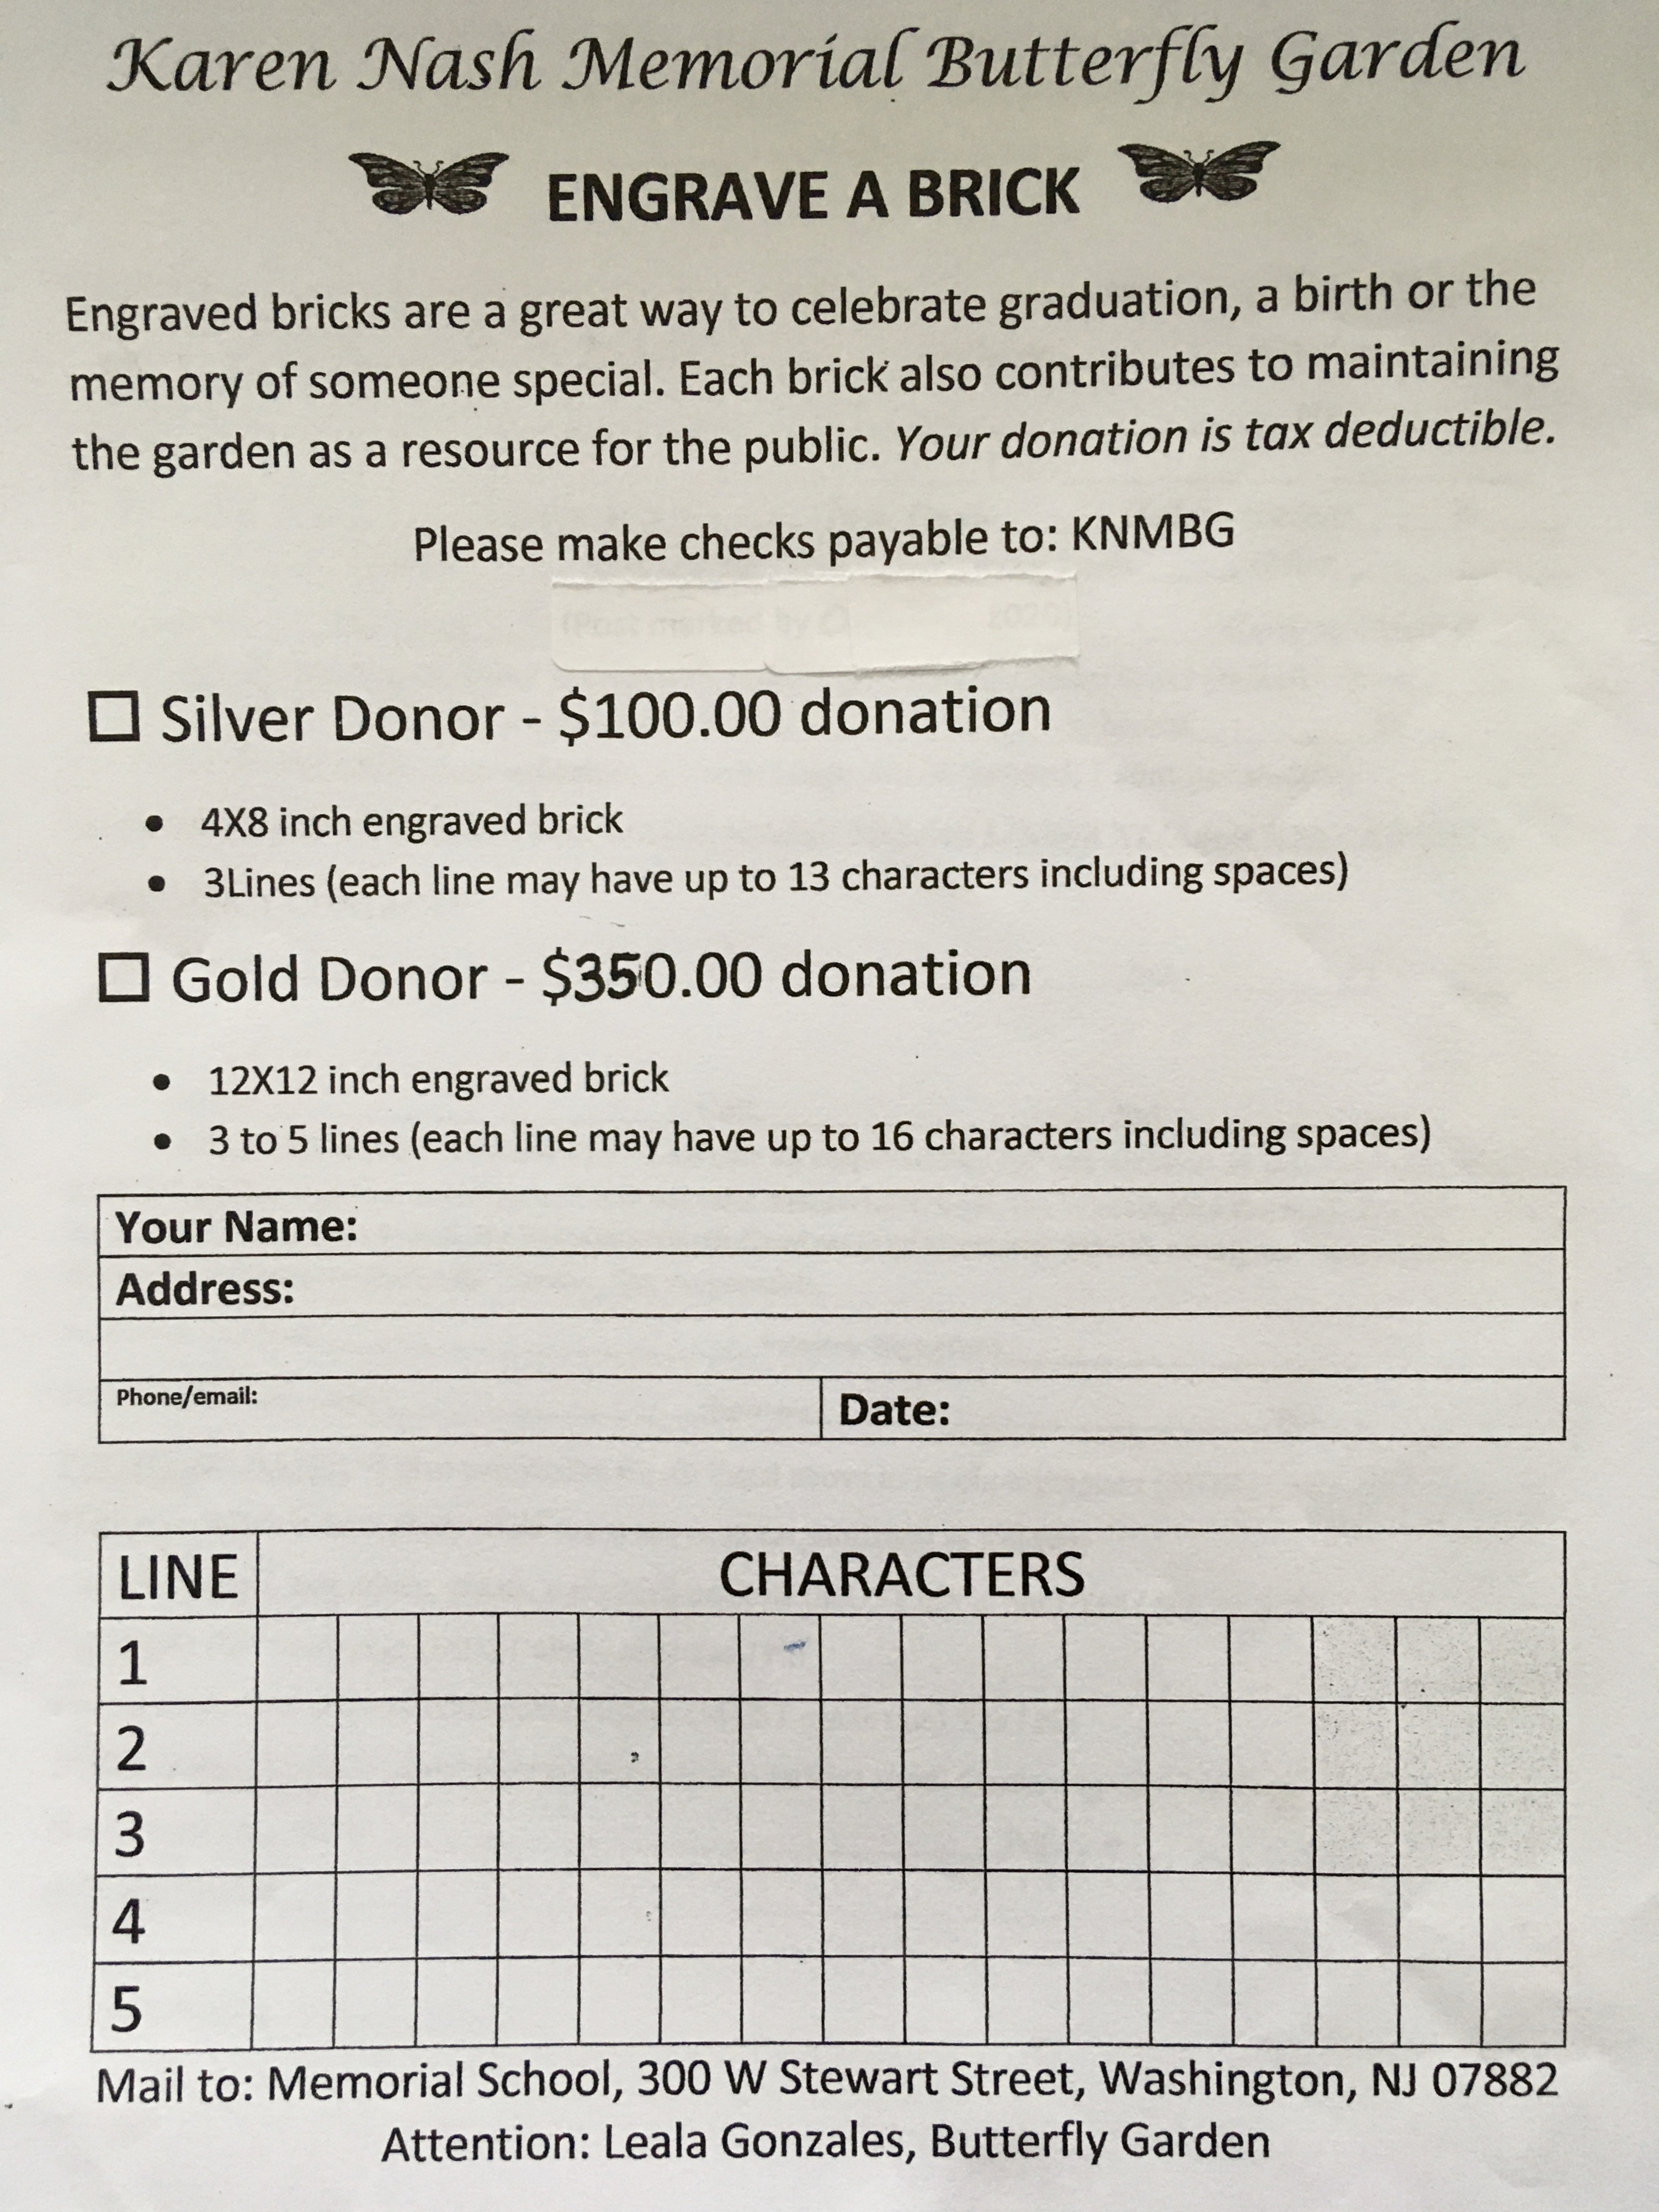 Karen Nash Memorial Butterfly Garden
ENGRAVE A BRICK
Engraved bricks are a great way to celebrate graduation, a birth or the
memory of someone special. Each brick also contributes to maintaining
the garden as a resource for the public. Your donation is tax deductible.
Please make checks payable to: KNMBG
(Post marked by 2020)
☐ Silver Donor - $100.00 donation
• 4X8 inch engraved brick
• 3Lines (each line may have up to 13 characters including spaces)
☐ Gold Donor - $350.00 donation
• 12X12 inch engraved brick
• 3 to 5 lines (each line may have up to 16 characters including spaces)
Your Name:
Address:
Phone/email: Date:
LINE CHARACTERS
1
2
3
4
5
Mail to: Memorial School, 300 W Stewart Street, Washington, NJ 07882
Attention: Leala Gonzales, Butterfly Garden